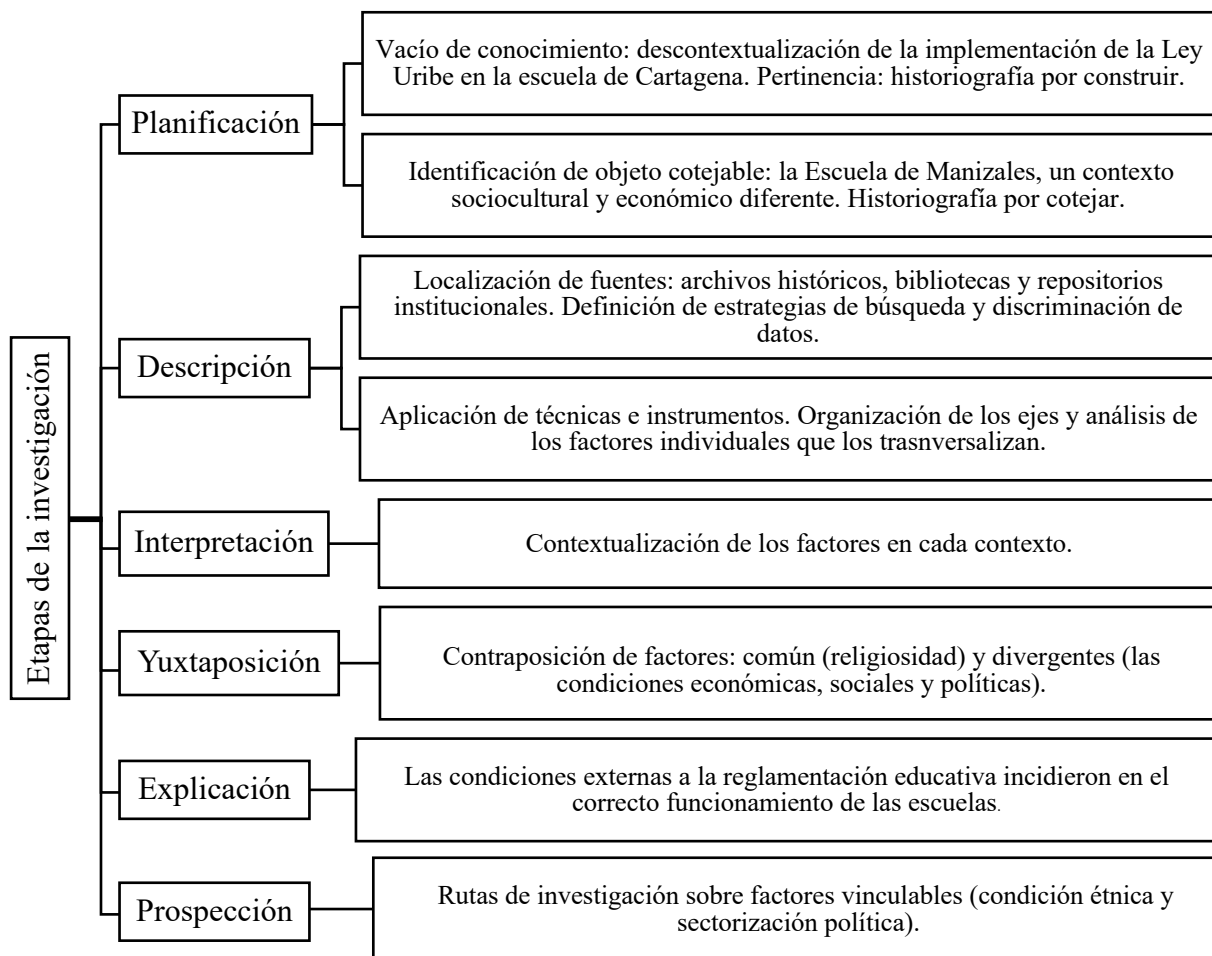 Etapas de la investigación
Planificación
Vacío de conocimiento: descontextualización de la implementación de la Ley
Uribe en la escuela de Cartagena. Pertinencia: historiografía por construir.
Identificación de objeto cotejable: la Escuela de Manizales, un contexto
sociocultural y económico diferente. Historiografía por cotejar.
Descripción
Localización de fuentes: archivos históricos, bibliotecas y repositorios
institucionales. Definición de estrategias de búsqueda y discriminación de
datos.
Aplicación de técnicas e instrumentos. Organización de los ejes y análisis de
los factores individuales que los trasnversalizan.
Interpretación
Contextualización de los factores en cada contexto.
Yuxtaposición
Contraposición de factores: común (religiosidad) y divergentes (las
condiciones económicas, sociales y políticas).
Explicación
Las condiciones externas a la reglamentación educativa incidieron en el
correcto funcionamiento de las escuelas.
Prospección
Rutas de investigación sobre factores vinculables (condición étnica y
sectorización política).